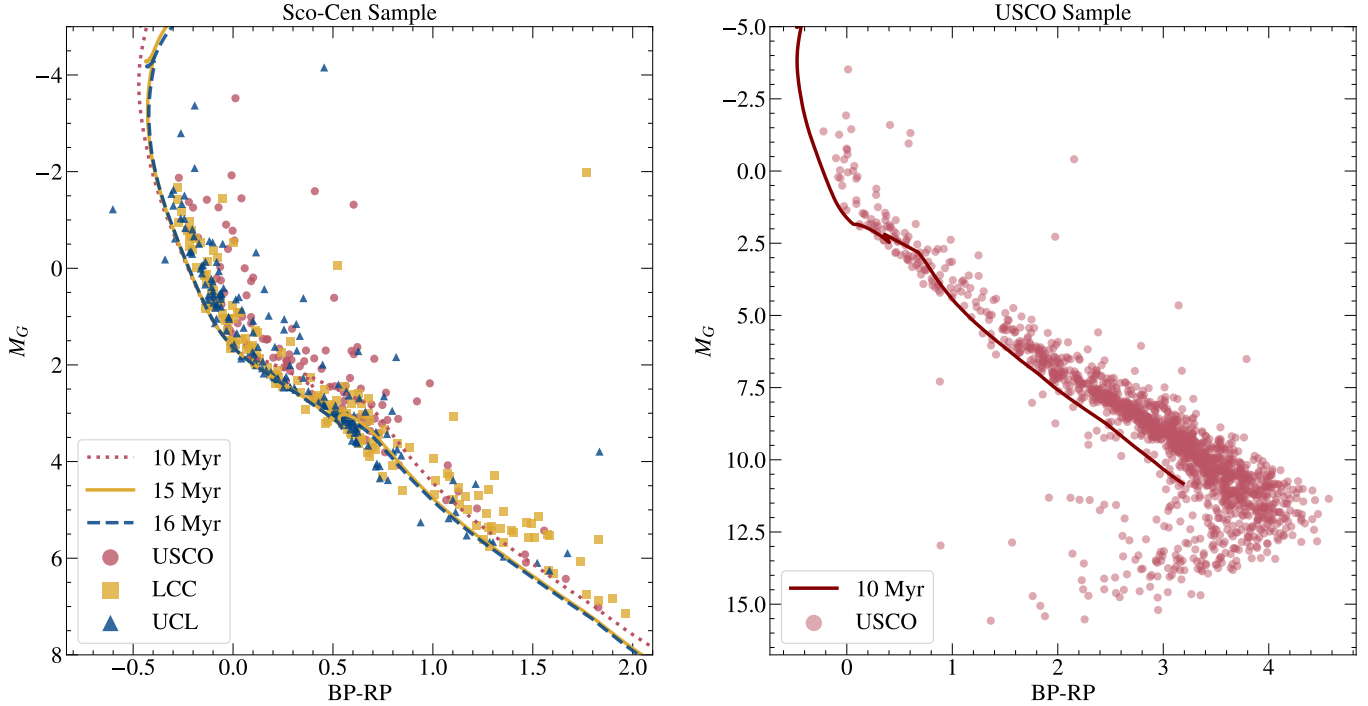 Sco-Cen Sample
−4
−2
0
2
4
6
8
M_G
−0.5
0.0
0.5
1.0
1.5
2.0
BP-RP
10 Myr
15 Myr
16 Myr
USCO
LCC
UCL
USCO Sample
−5.0
−2.5
0.0
2.5
5.0
7.5
10.0
12.5
15.0
M_G
0
1
2
3
4
BP-RP
10 Myr
USCO